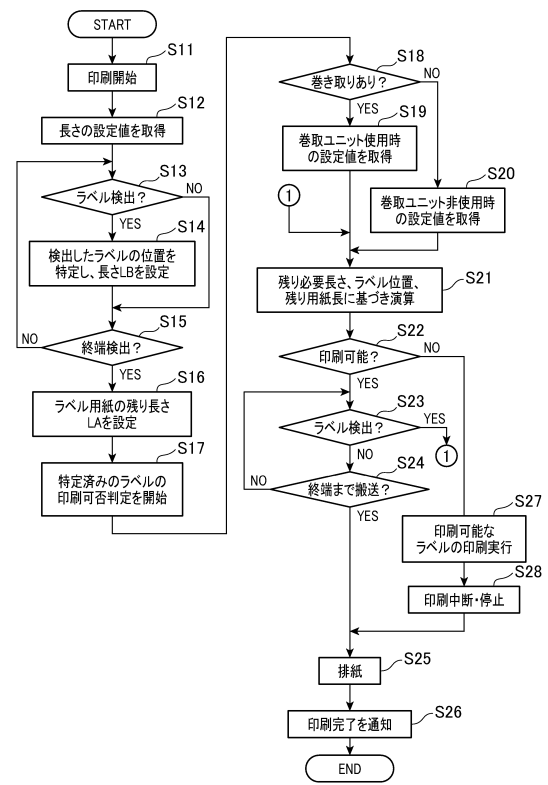 START
S11
印刷開始
S12
長さの設定値を取得
S13
ラベル検出？
NO
YES
S14
検出したラベルの位置を
特定し、長さLBを設定
S15
終端検出？
NO
YES
S16
ラベル用紙の残り長さ
LAを設定
S17
特定済みのラベルの
印刷可否判定を開始
S18
巻き取りあり？
NO
YES
S19
巻取ユニット使用時
の設定値を取得
S20
巻取ユニット非使用時
の設定値を取得
1
S21
残り必要長さ、ラベル位置、
残り用紙長に基づき演算
S22
印刷可能？
NO
YES
S23
ラベル検出？
YES
1
NO
S24
終端まで搬送？
NO
YES
S27
印刷可能な
ラベルの印刷実行
S28
印刷中断・停止
S25
排紙
S26
印刷完了を通知
END